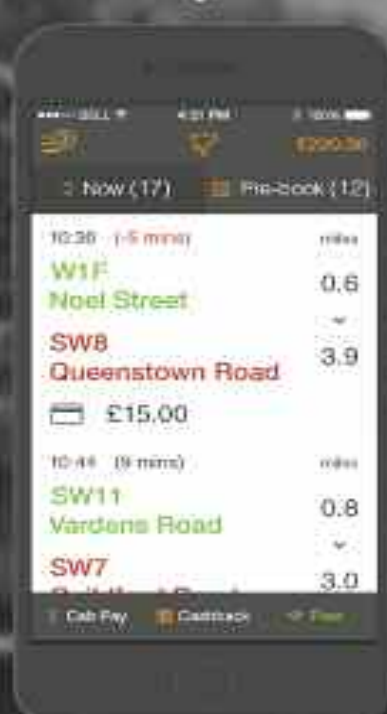 4:21 PM
Now (17) Pre-book (12)
10:36 (-5 mins) miles
W1F
Noel Street 0.6
SW8
Queenstown Road 3.9
£15.00
10:44 (9 mins) miles
SW11
Vardens Road 0.8
SW7
3.0
Cab Pay Cashback Free